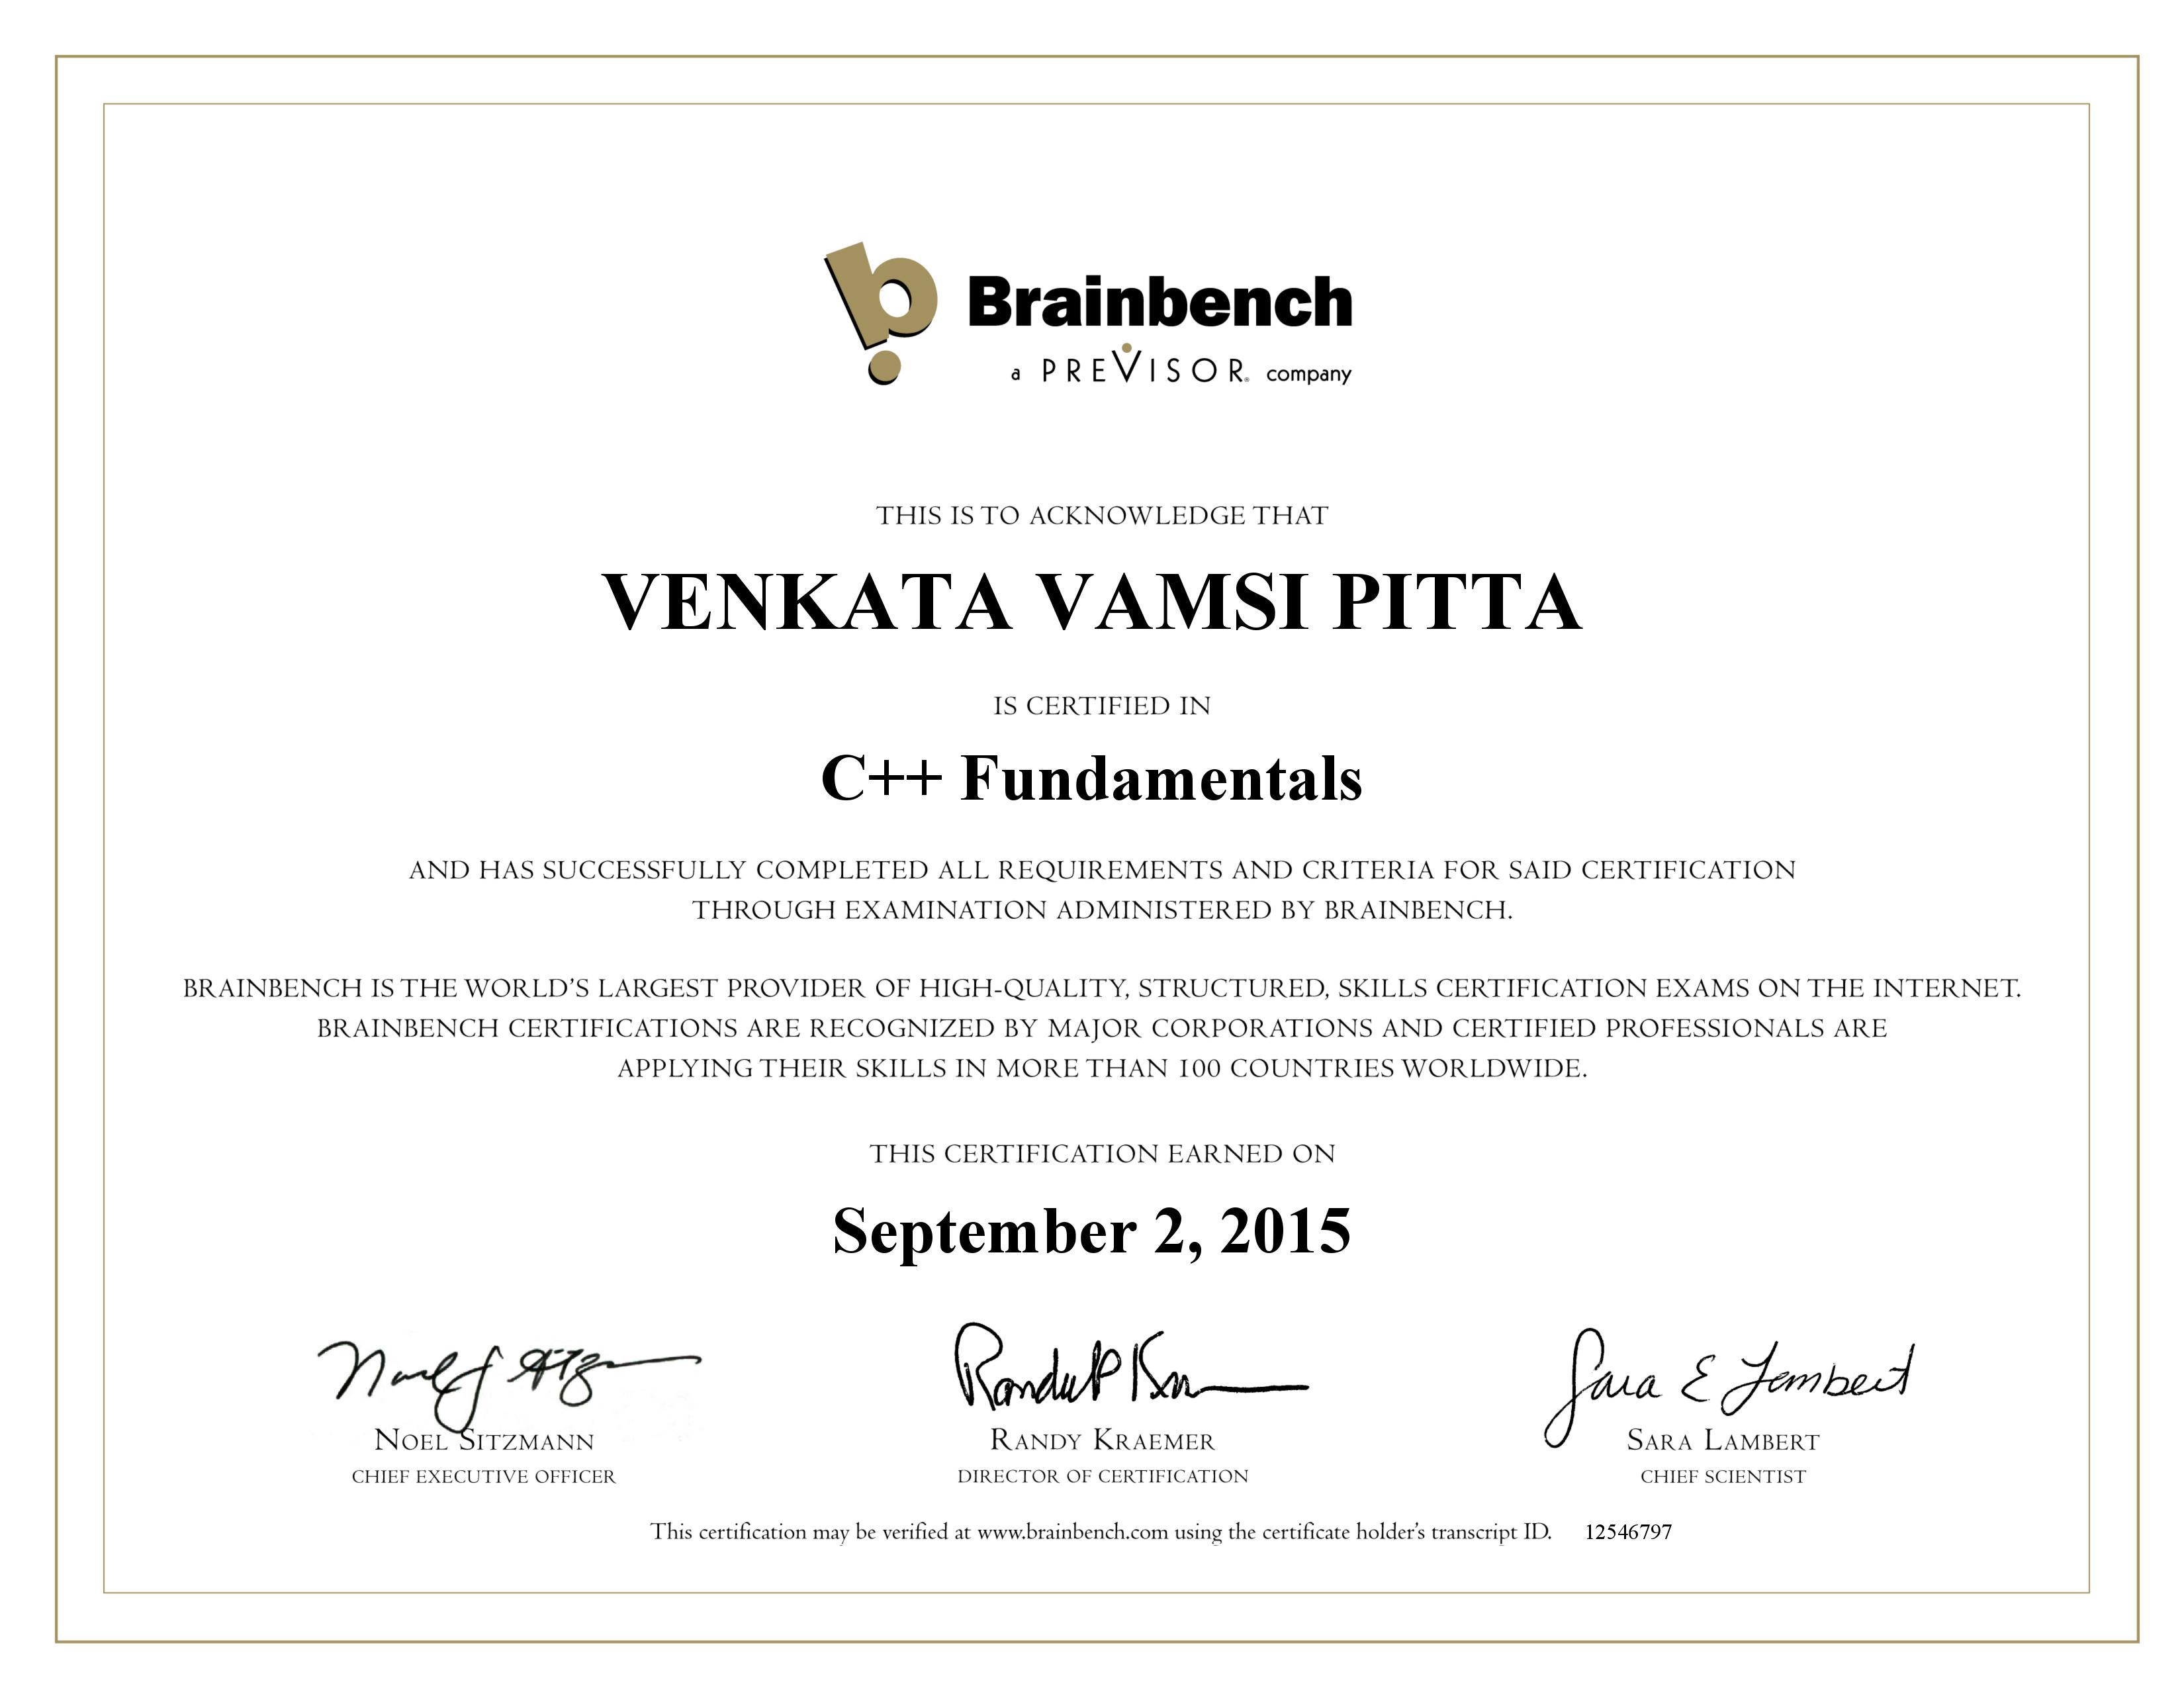 Brainbench
a PREVISOR® company
THIS IS TO ACKNOWLEDGE THAT
VENKATA VAMSI PITTA
IS CERTIFIED IN
C++ Fundamentals
AND HAS SUCCESSFULLY COMPLETED ALL REQUIREMENTS AND CRITERIA FOR SAID CERTIFICATION
THROUGH EXAMINATION ADMINISTERED BY BRAINBENCH.
BRAINBENCH IS THE WORLD'S LARGEST PROVIDER OF HIGH-QUALITY, STRUCTURED, SKILLS CERTIFICATION EXAMS ON THE INTERNET.
BRAINBENCH CERTIFICATIONS ARE RECOGNIZED BY MAJOR CORPORATIONS AND CERTIFIED PROFESSIONALS ARE
APPLYING THEIR SKILLS IN MORE THAN 100 COUNTRIES WORLDWIDE.
THIS CERTIFICATION EARNED ON
September 2, 2015
Sara E Lambert
NOEL SITZMANN RANDY KRAEMER SARA LAMBERT
CHIEF EXECUTIVE OFFICER DIRECTOR OF CERTIFICATION CHIEF SCIENTIST
This certification may be verified at www.brainbench.com using the certificate holder's transcript ID. 12546797